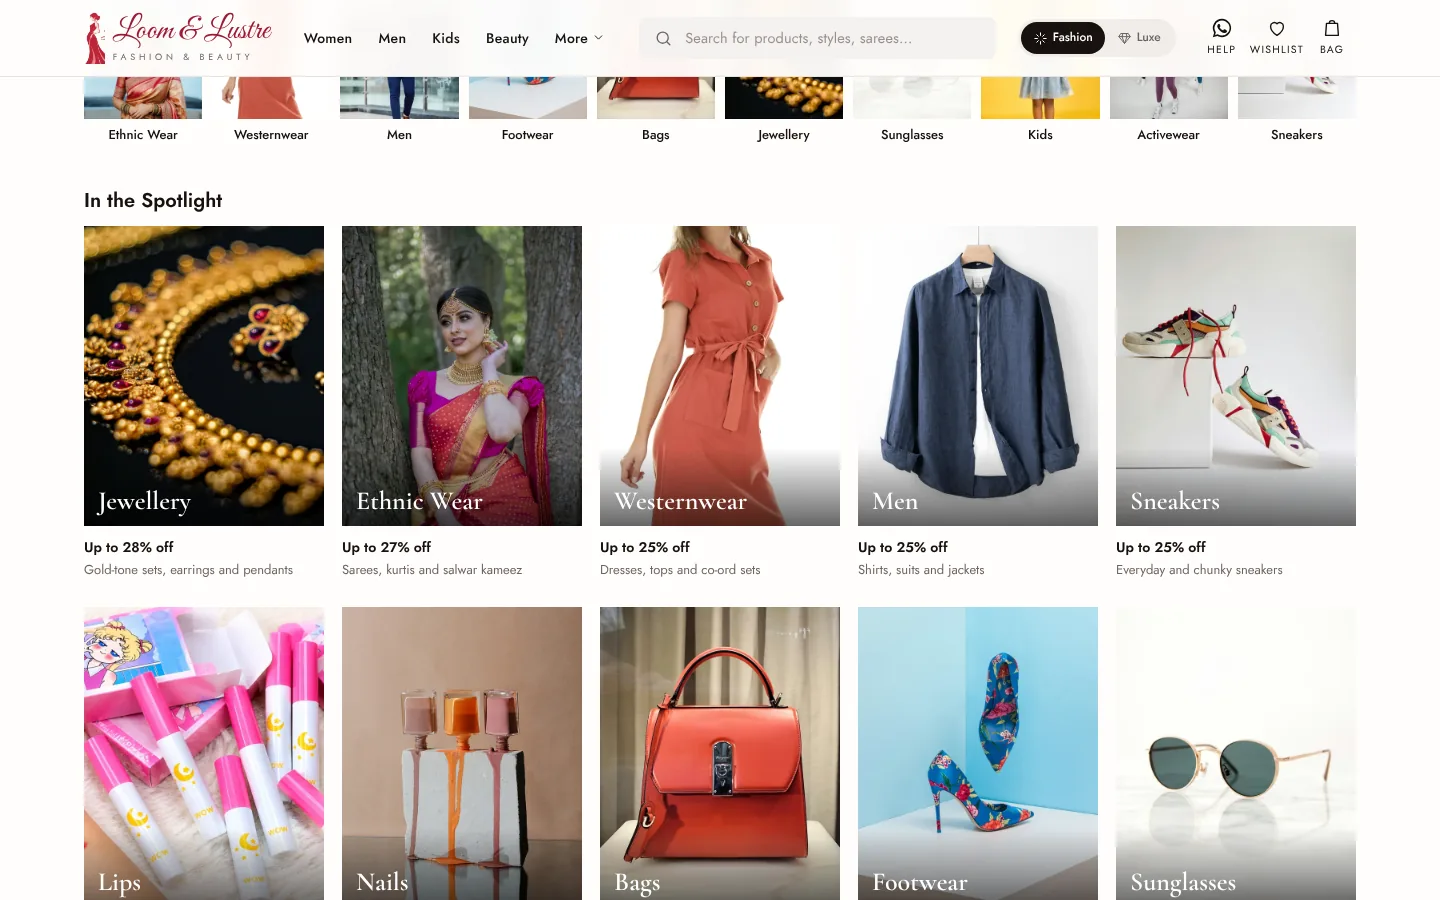 Loom & Lustre
FASHION & BEAUTY
Women
Men
Kids
Beauty
More
Search for products, styles, sarees...
Fashion
Luxe
HELP
WISHLIST
BAG
Ethnic Wear
Westernwear
Men
Footwear
Bags
Jewellery
Sunglasses
Kids
Activewear
Sneakers
In the Spotlight
Jewellery
Up to 28% off
Gold-tone sets, earrings and pendants
Ethnic Wear
Up to 27% off
Sarees, kurtis and salwar kameez
Westernwear
Up to 25% off
Dresses, tops and co-ord sets
Men
Up to 25% off
Shirts, suits and jackets
Sneakers
Up to 25% off
Everyday and chunky sneakers
Lips
Nails
Bags
Footwear
Sunglasses